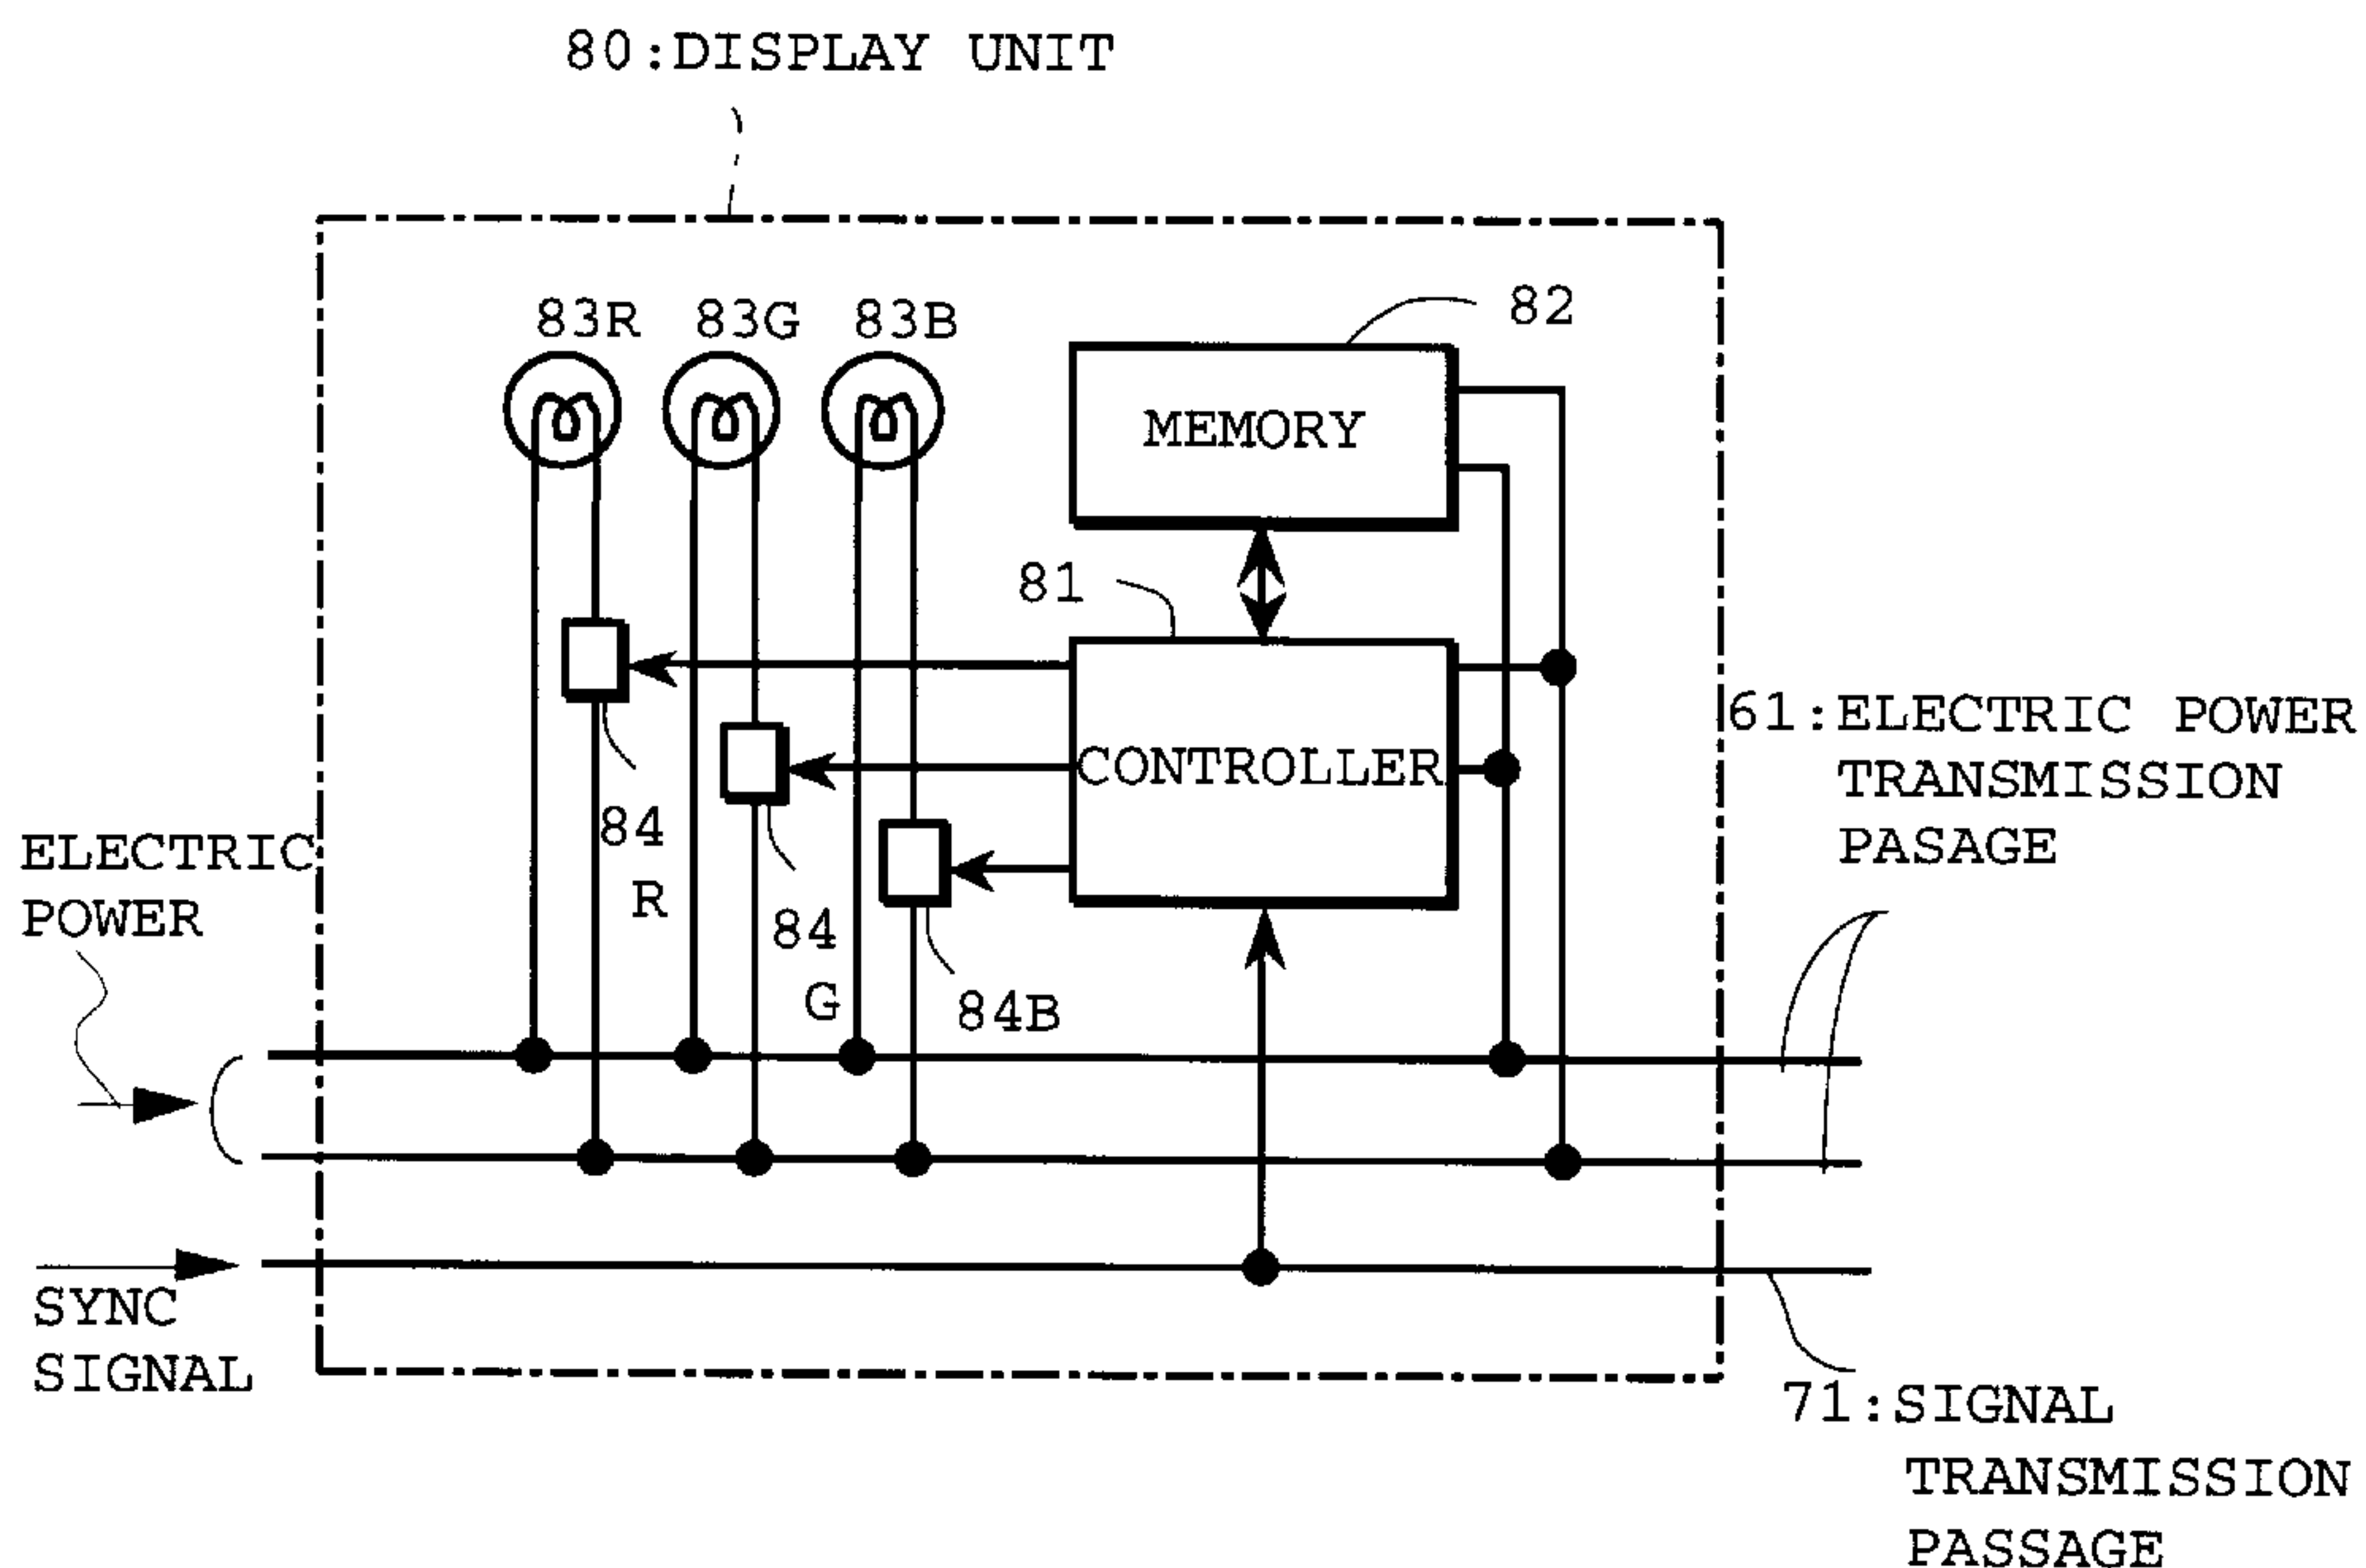 80:DISPLAY UNIT
83R 83G 83B
82
MEMORY
81
CONTROLLER
84
R
84
G
84B
61:ELECTRIC POWER
TRANSMISSION
PASAGE
ELECTRIC
POWER
SYNC
SIGNAL
71:SIGNAL
TRANSMISSION
PASSAGE